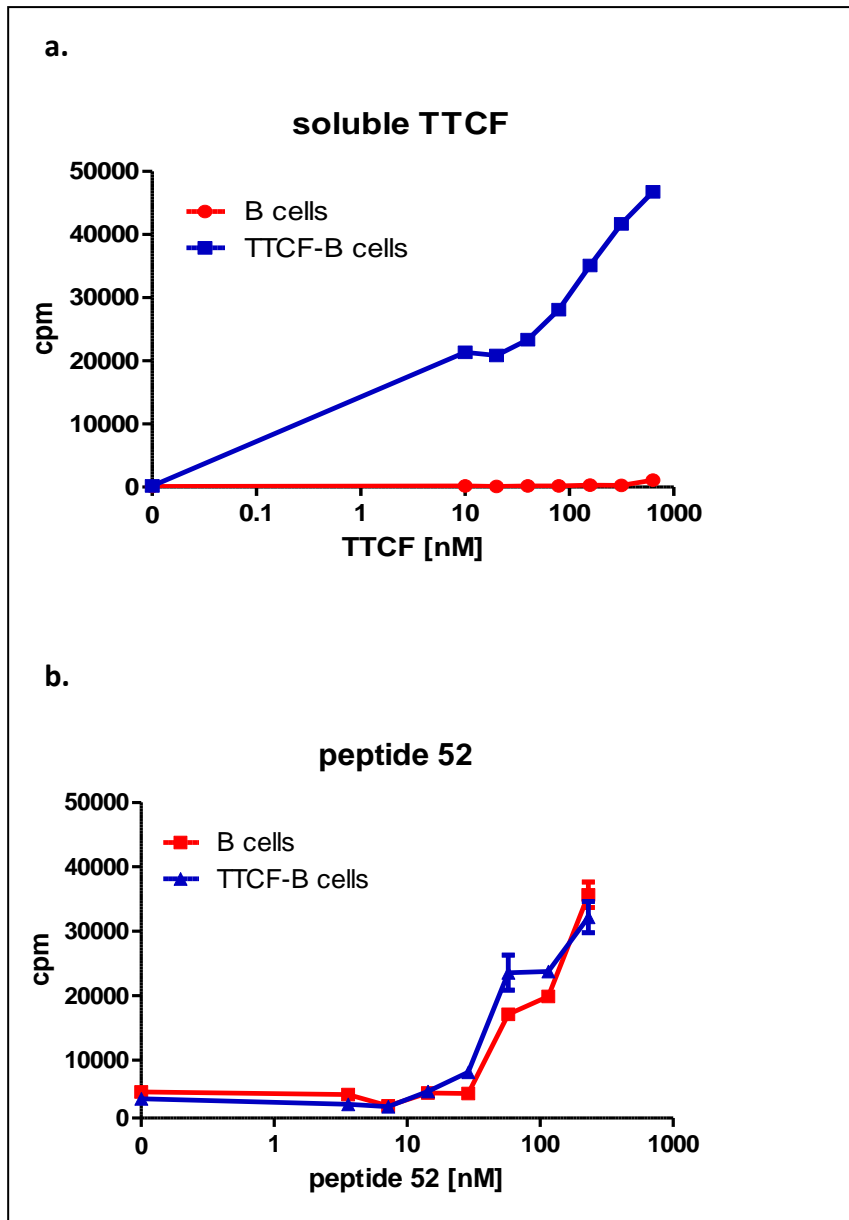 a.
soluble TTCF
50000
40000
30000
20000
10000
0
cpm
B cells
TTCF-B cells
0 0.1 1 10 100 1000
TTCF [nM]
b.
peptide 52
50000
40000
30000
20000
10000
0
cpm
B cells
TTCF-B cells
0 1 10 100 1000
peptide 52 [nM]